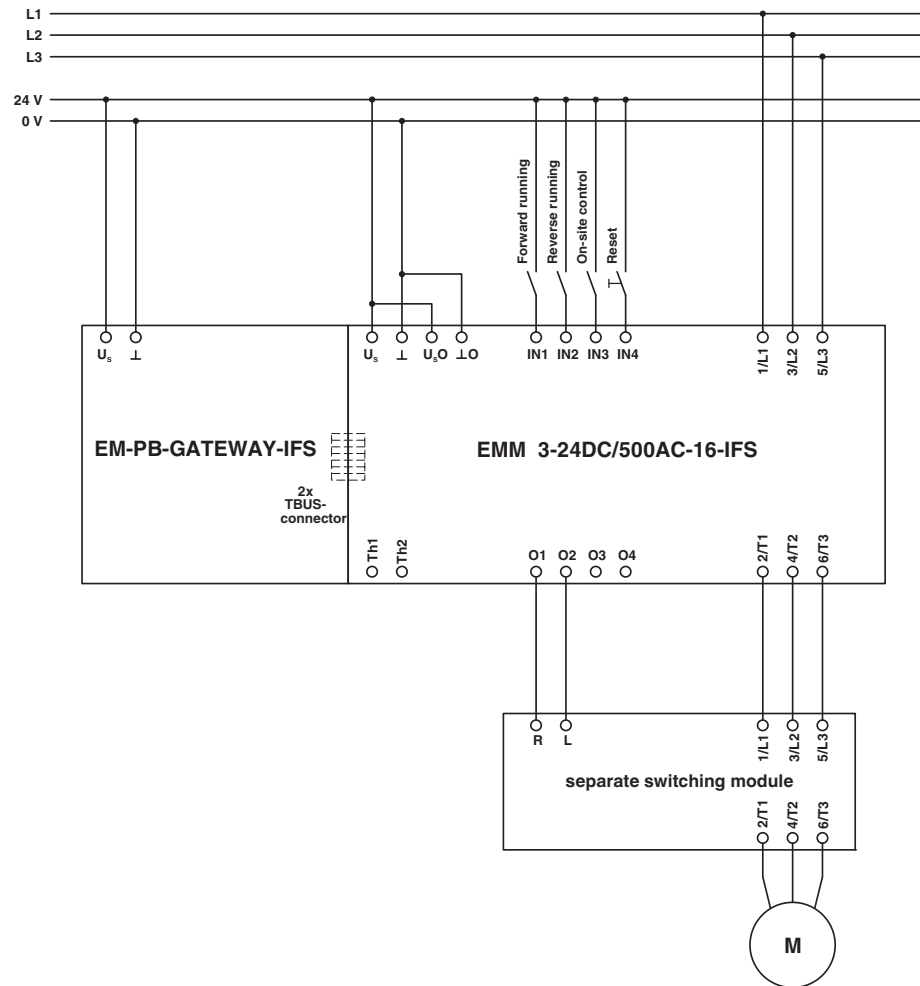 L1
L2
L3
24 V
0 V
Forward running
Reverse running
On-site control
Reset
Us ⊥ Us ⊥ UsO ⊥O IN1 IN2 IN3 IN4 1/L1 3/L2 5/L3
EM-PB-GATEWAY-IFS
EMM 3-24DC/500AC-16-IFS
2x
TBUS-
connector
Th1 Th2 O1 O2 O3 O4 2/T1 4/T2 6/T3
R L 1/L1 3/L2 5/L3
separate switching module
2/T1 4/T2 6/T3
M